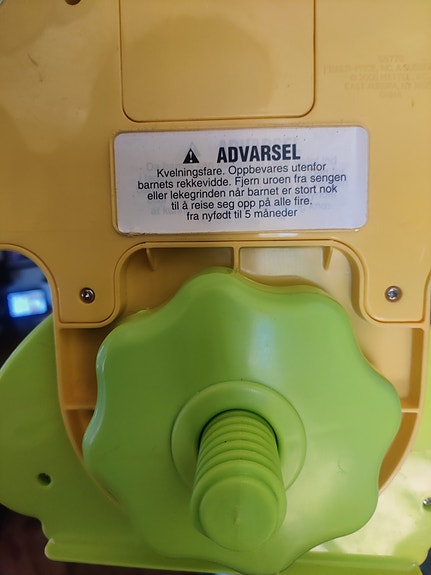 ADVARSEL
Kvelningsfare. Oppbevares utenfor
barnets rekkevidde. Fjern uroen fra sengen
eller lekegrinden når barnet er stort nok
til å reise seg opp på alle fire.
fra nyfødt til 5 måneder